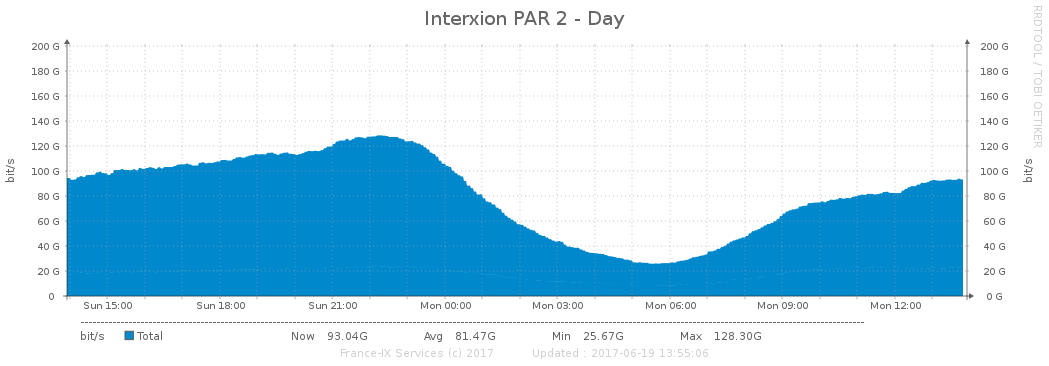 Interxion PAR 2 - Day
RRDTOOL / TOBI OETIKER
200 G 200 G
180 G 180 G
160 G 160 G
140 G 140 G
120 G 120 G
100 G 100 G
80 G 80 G
60 G 60 G
40 G 40 G
20 G 20 G
0 0 G
bit/s bit/s
Sun 15:00 Sun 18:00 Sun 21:00 Mon 00:00 Mon 03:00 Mon 06:00 Mon 09:00 Mon 12:00
bit/s Total Now 93.04G Avg 81.47G Min 25.67G Max 128.30G
France-IX Services (c) 2017 Updated : 2017-06-19 13:55:06